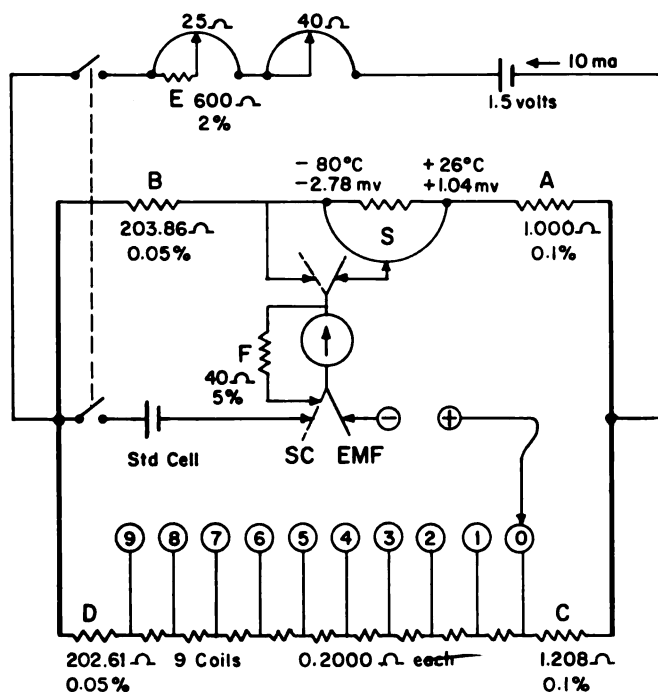 25Ω 40Ω
E 600Ω
2%
10 ma
1.5 volts
B
203.86Ω
0.05%
- 80°C
-2.78 mv
+ 26°C
+1.04mv
S
A
1.000Ω
0.1%
F
40Ω
5%
Std Cell
SC EMF
- +
9 8 7 6 5 4 3 2 1 0
D
202.61Ω
0.05%
9 Coils 0.2000Ω each
C
1.208Ω
0.1%